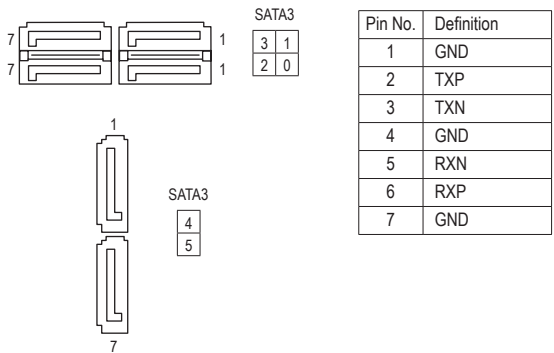 SATA3
7 1
3 1
7 1
2 0
1
SATA3
4
5
7
Pin No. Definition
1 GND
2 TXP
3 TXN
4 GND
5 RXN
6 RXP
7 GND